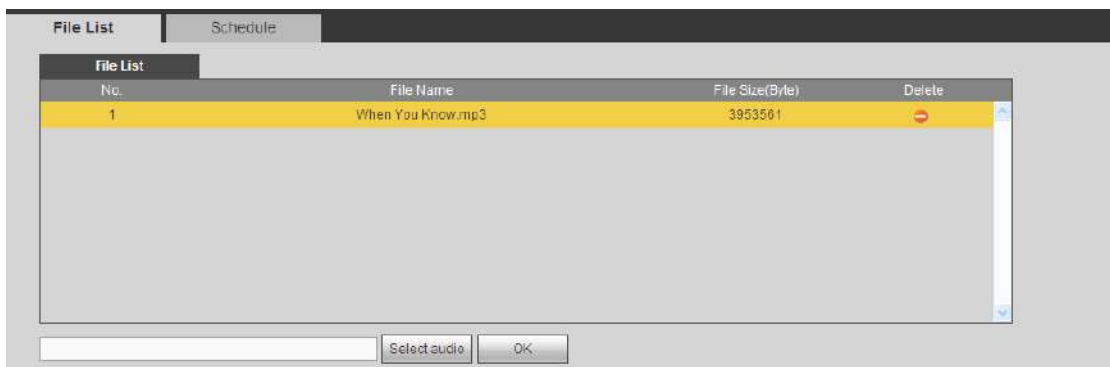 File List Schedule
File List
No. File Name File Size(Byte) Delete
1 When You Know.mp3 3953561
Select audio OK